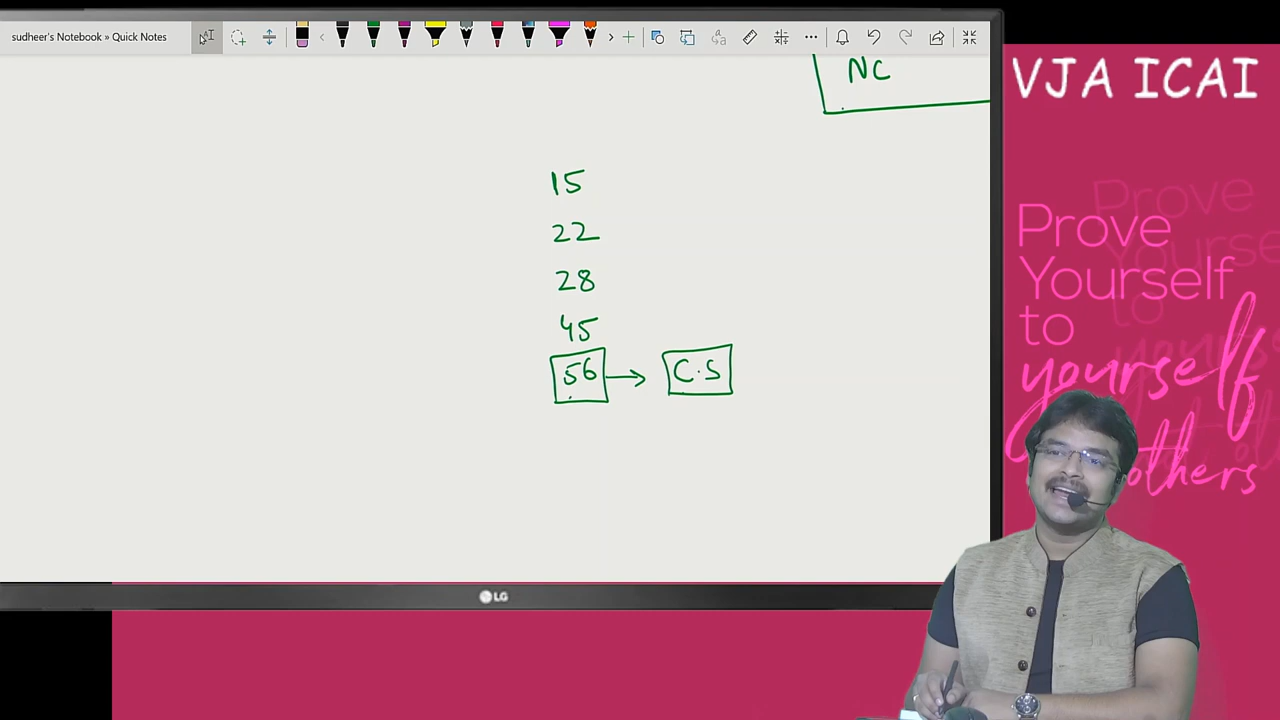 sudheer's Notebook » Quick Notes
VJA ICAI
NC
15
22
28
45
56 → C.S
Prove
Yourself
to
yourself
others
LG